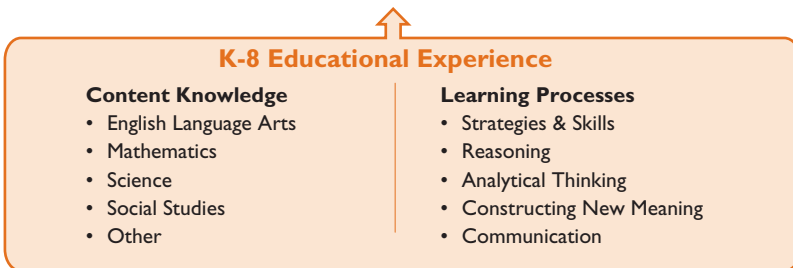 K-8 Educational Experience
Content Knowledge
• English Language Arts
• Mathematics
• Science
• Social Studies
• Other
Learning Processes
• Strategies & Skills
• Reasoning
• Analytical Thinking
• Constructing New Meaning
• Communication